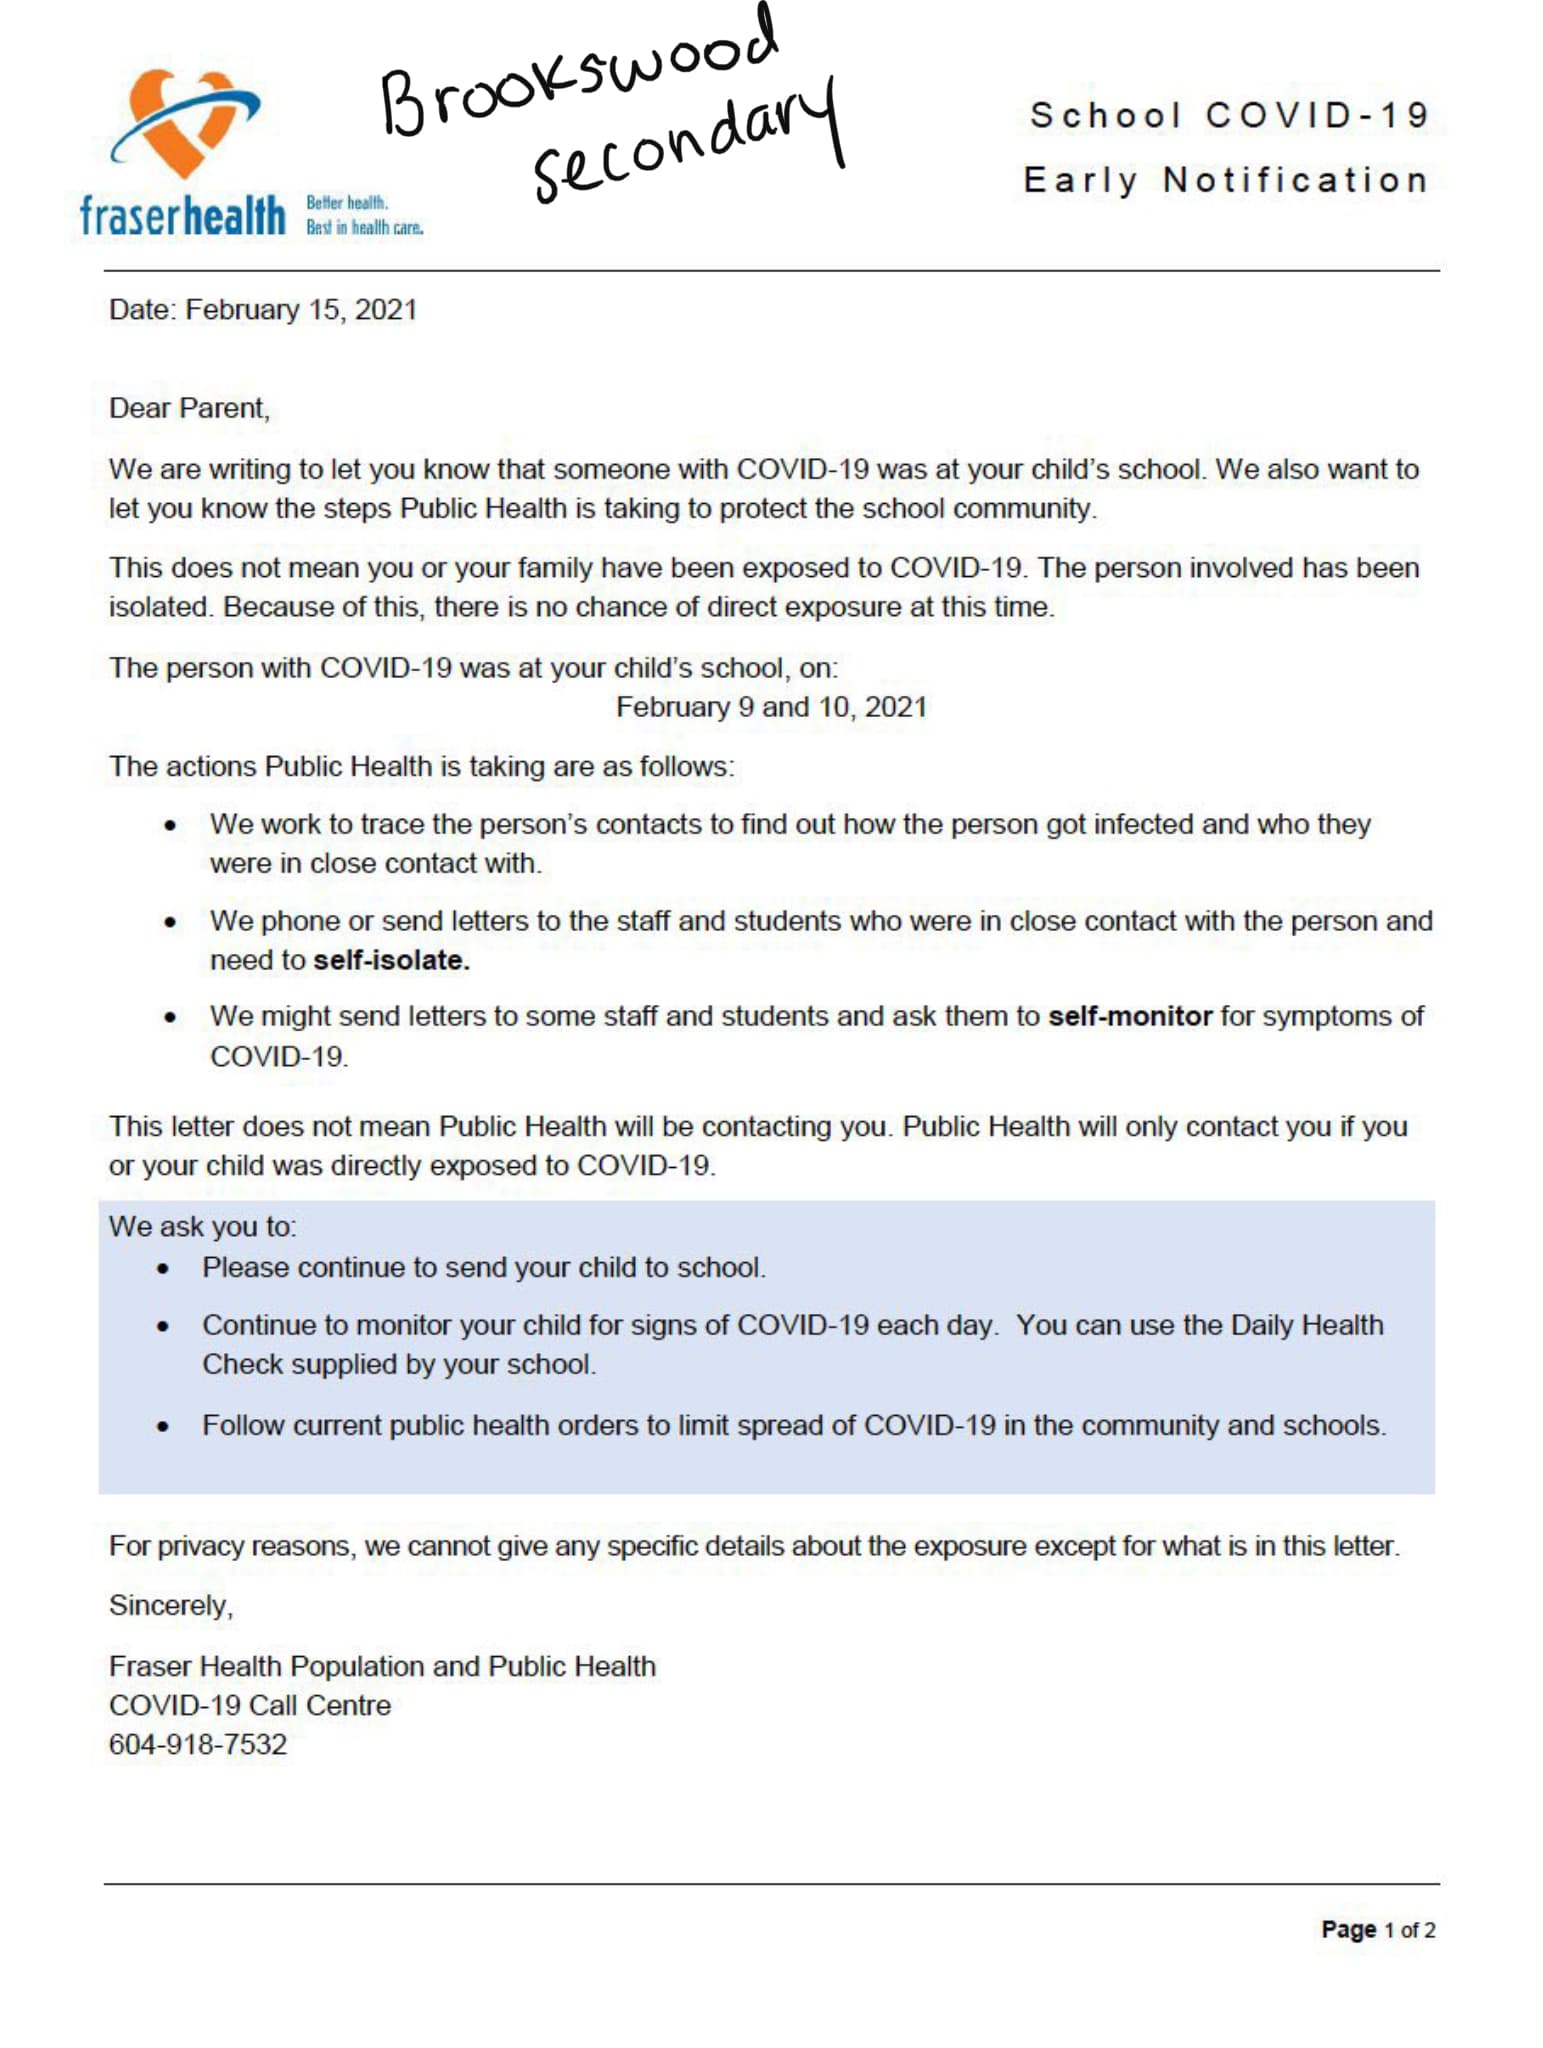 Brookswood
secondary
School COVID-19
Early Notification
fraserhealth
Better health.
Best in health care.
Date: February 15, 2021
Dear Parent,
We are writing to let you know that someone with COVID-19 was at your child's school. We also want to
let you know the steps Public Health is taking to protect the school community.
This does not mean you or your family have been exposed to COVID-19. The person involved has been
isolated. Because of this, there is no chance of direct exposure at this time.
The person with COVID-19 was at your child's school, on:
February 9 and 10, 2021
The actions Public Health is taking are as follows:
• We work to trace the person's contacts to find out how the person got infected and who they
were in close contact with.
• We phone or send letters to the staff and students who were in close contact with the person and
need to self-isolate.
• We might send letters to some staff and students and ask them to self-monitor for symptoms of
COVID-19.
This letter does not mean Public Health will be contacting you. Public Health will only contact you if you
or your child was directly exposed to COVID-19.
We ask you to:
• Please continue to send your child to school.
• Continue to monitor your child for signs of COVID-19 each day. You can use the Daily Health
Check supplied by your school.
• Follow current public health orders to limit spread of COVID-19 in the community and schools.
For privacy reasons, we cannot give any specific details about the exposure except for what is in this letter.
Sincerely,
Fraser Health Population and Public Health
COVID-19 Call Centre
604-918-7532
Page 1 of 2